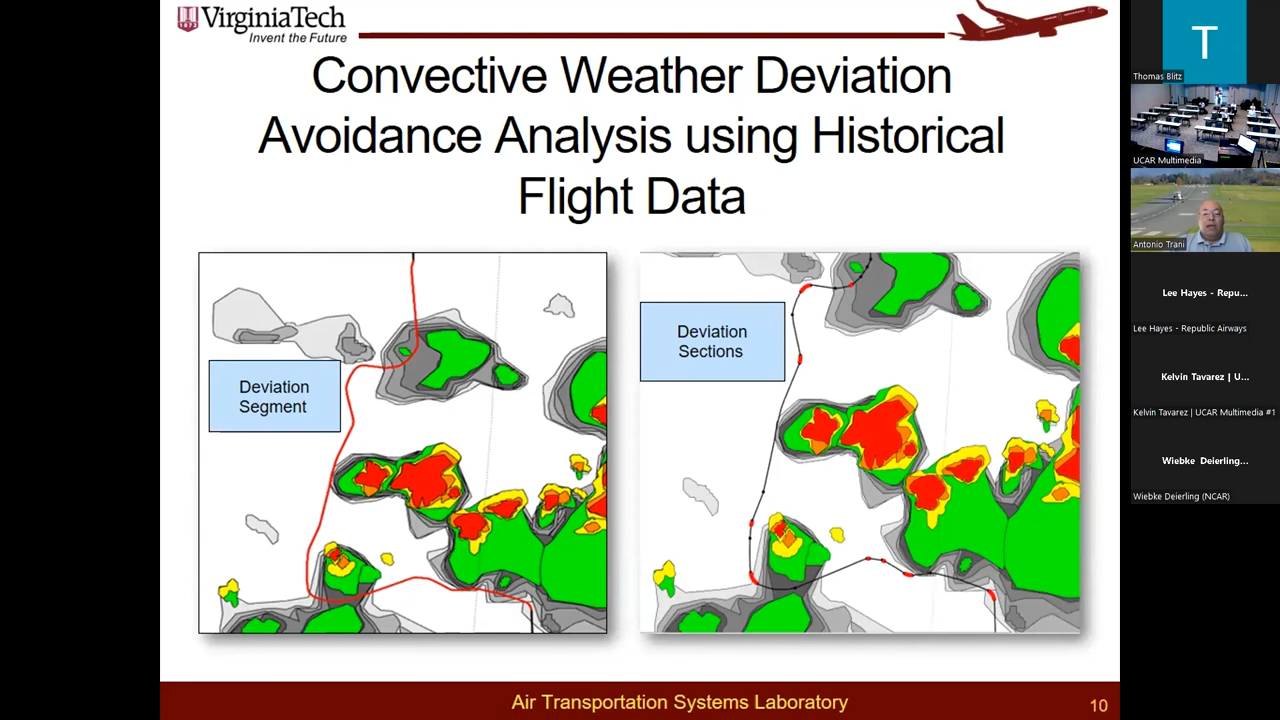 VirginiaTech
Invent the Future
1872
Convective Weather Deviation
Avoidance Analysis using Historical
Flight Data
Deviation
Segment
Deviation
Sections
Air Transportation Systems Laboratory
10
T
Thomas Blitz
UCAR Multimedia
Antonio Trani
Lee Hayes - Repu...
Lee Hayes - Republic Airways
Kelvin Tavarez | U...
Kelvin Tavarez | UCAR Multimedia #1
Wiebke Deierling...
Wiebke Deierling (NCAR)